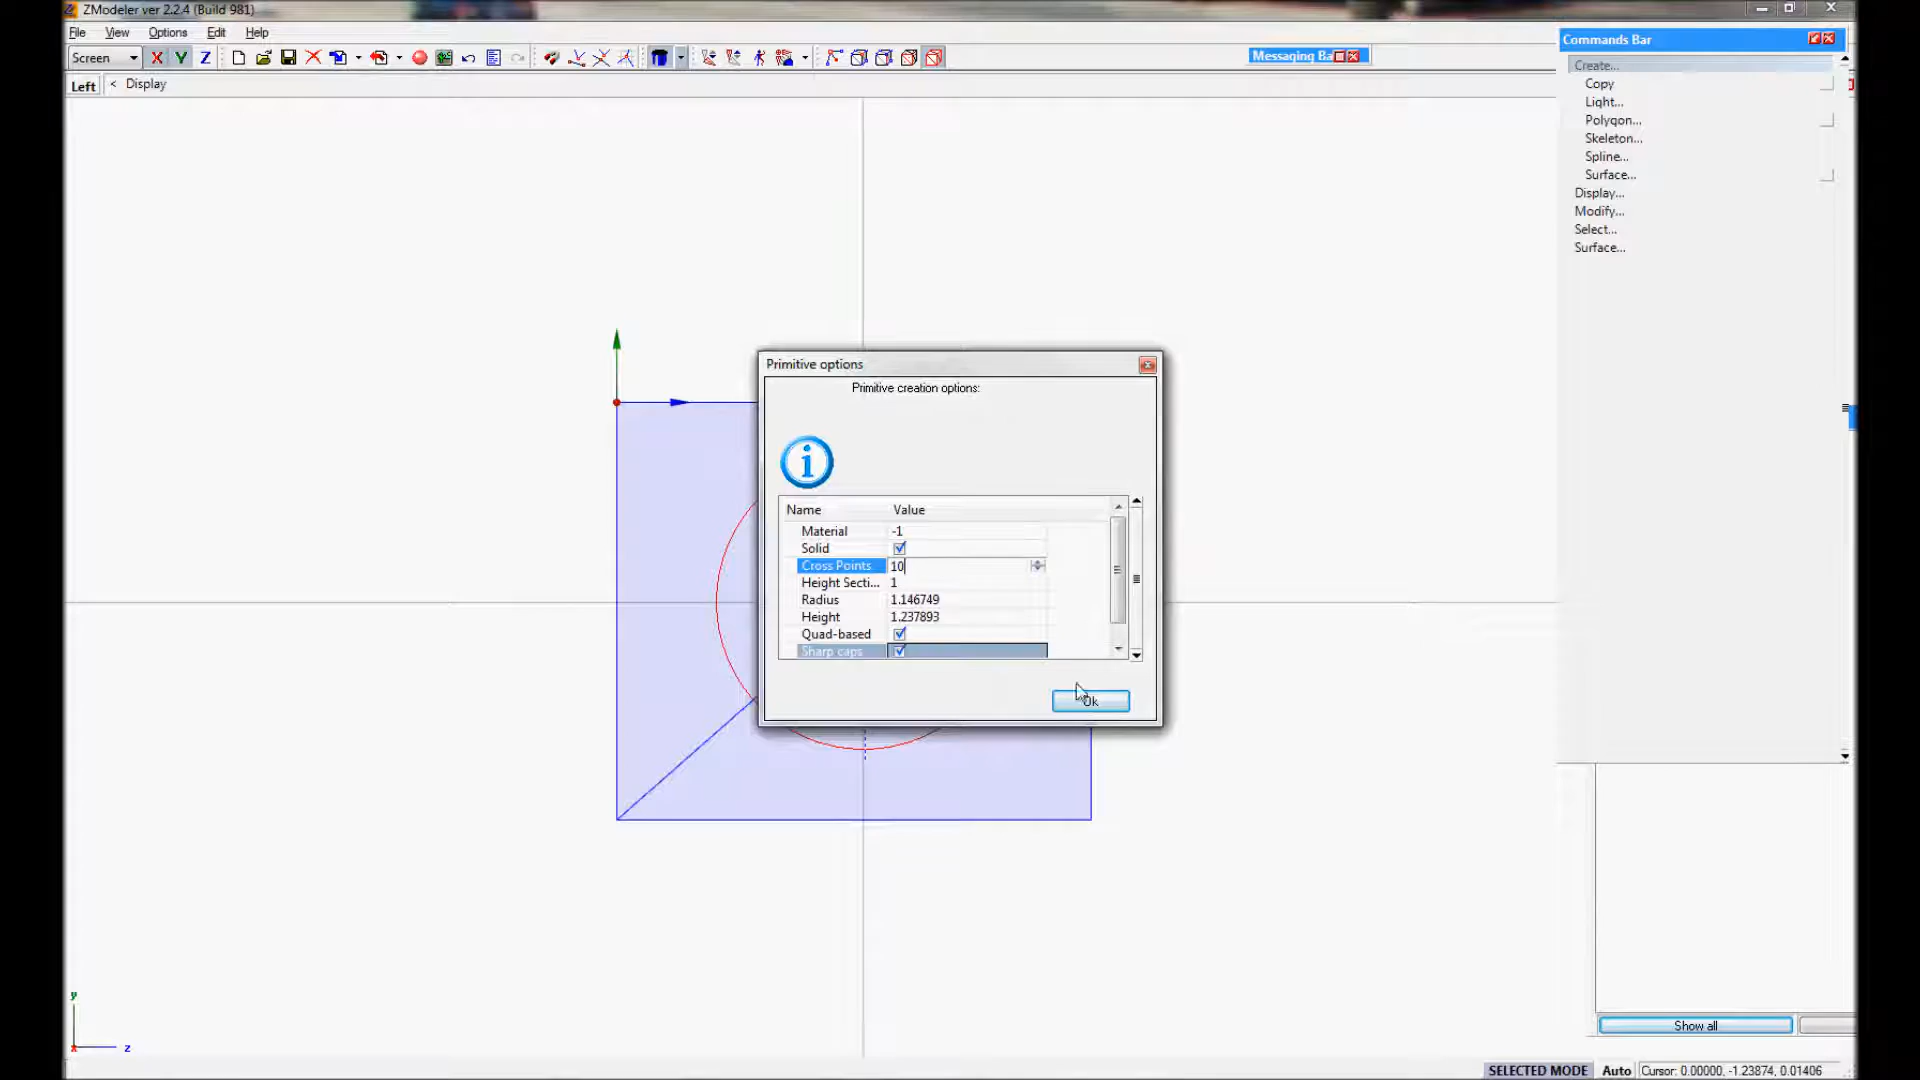 ZModeler ver 2.2.4 (Build 981)
File View Options Edit Help
Screen X Y Z
Messaging Ba
Commands Bar
Left < Display
Create...
Copy
Light...
Polygon...
Skeleton...
Spline...
Surface...
Display...
Modify...
Select...
Surface...
Primitive options
Primitive creation options:
Name Value
Material -1
Solid
Cross Points 10
Height Secti... 1
Radius 1.146749
Height 1.237893
Quad-based
Sharp caps
Ok
y
x z
Show all
SELECTED MODE Auto Cursor: 0.00000, -1.23874, 0.01406